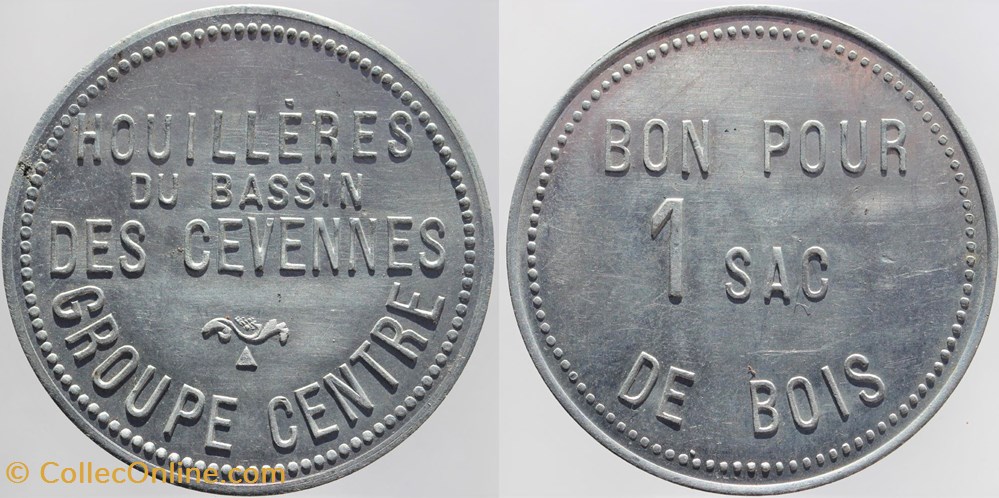 HOUILLÈRES
DU BASSIN
DES CEVENNES
GROUPE CENTRE
BON POUR
1 SAC
DE BOIS
© CollecOnline.com